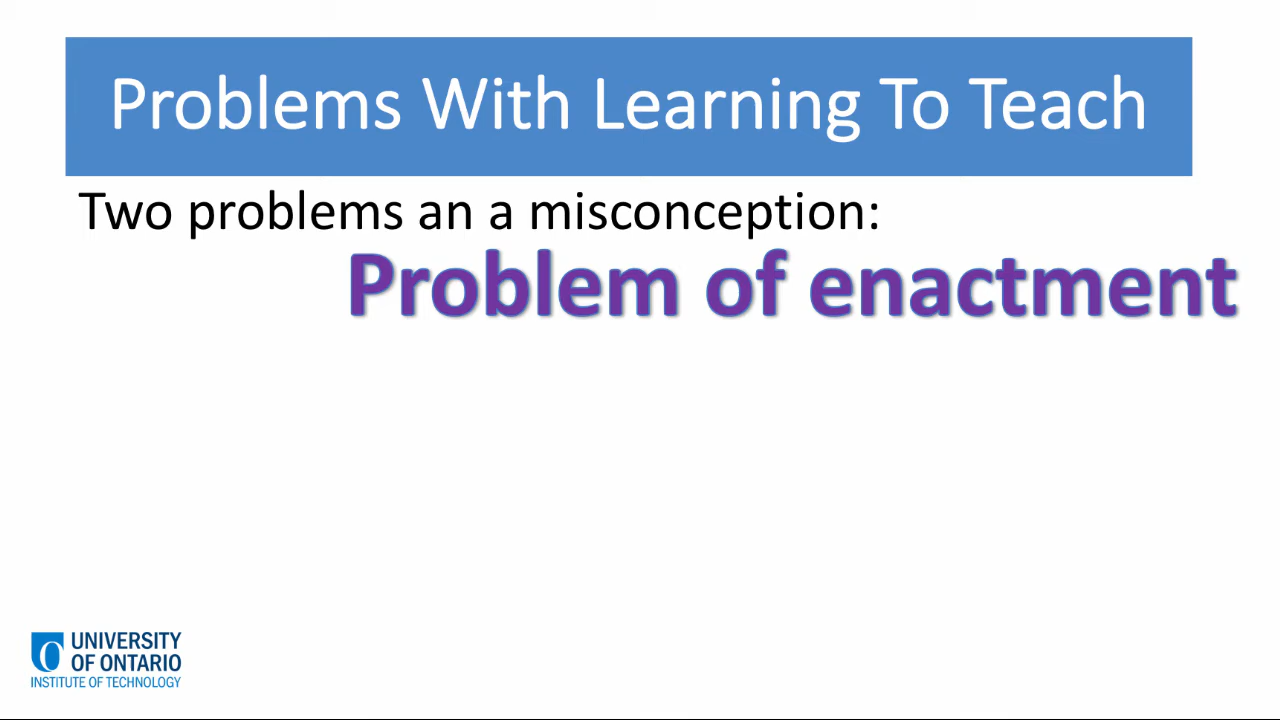 Problems With Learning To Teach
Two problems an a misconception:
Problem of enactment
UNIVERSITY
OF ONTARIO
INSTITUTE OF TECHNOLOGY